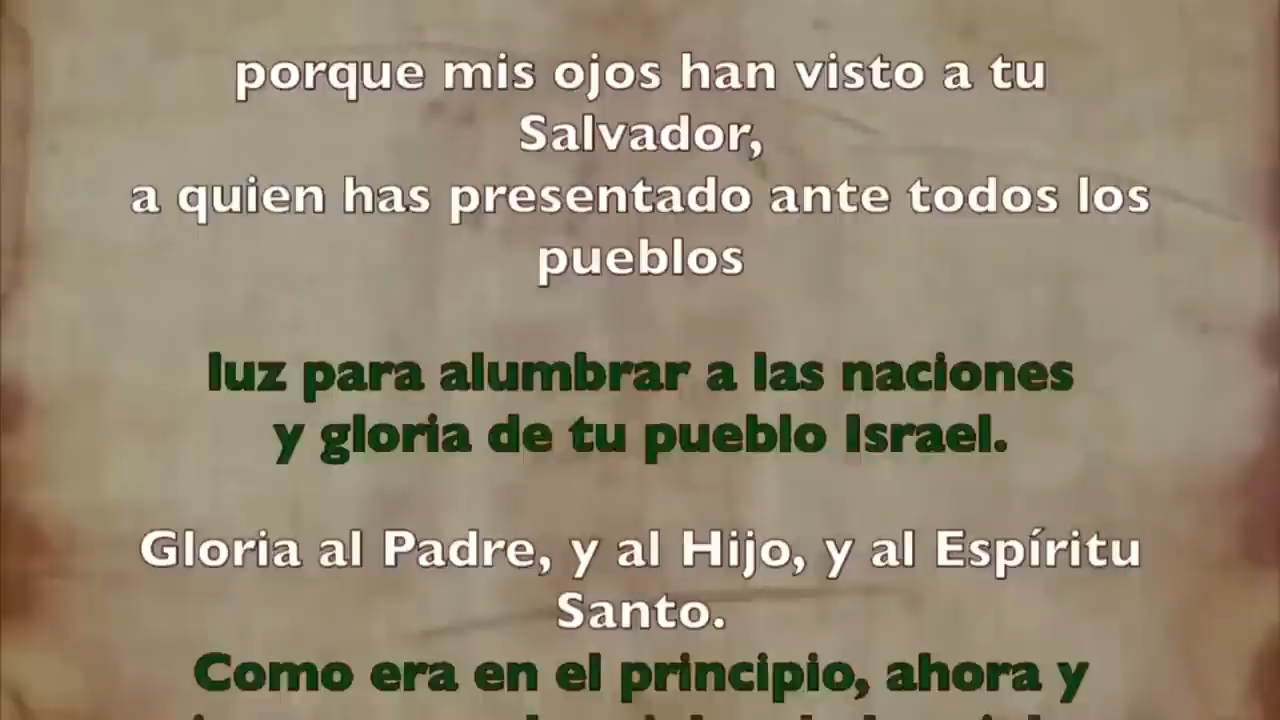 porque mis ojos han visto a tu
Salvador,
a quien has presentado ante todos los
pueblos
luz para alumbrar a las naciones
y gloria de tu pueblo Israel.
Gloria al Padre, y al Hijo, y al Espíritu
Santo.
Como era en el principio, ahora y